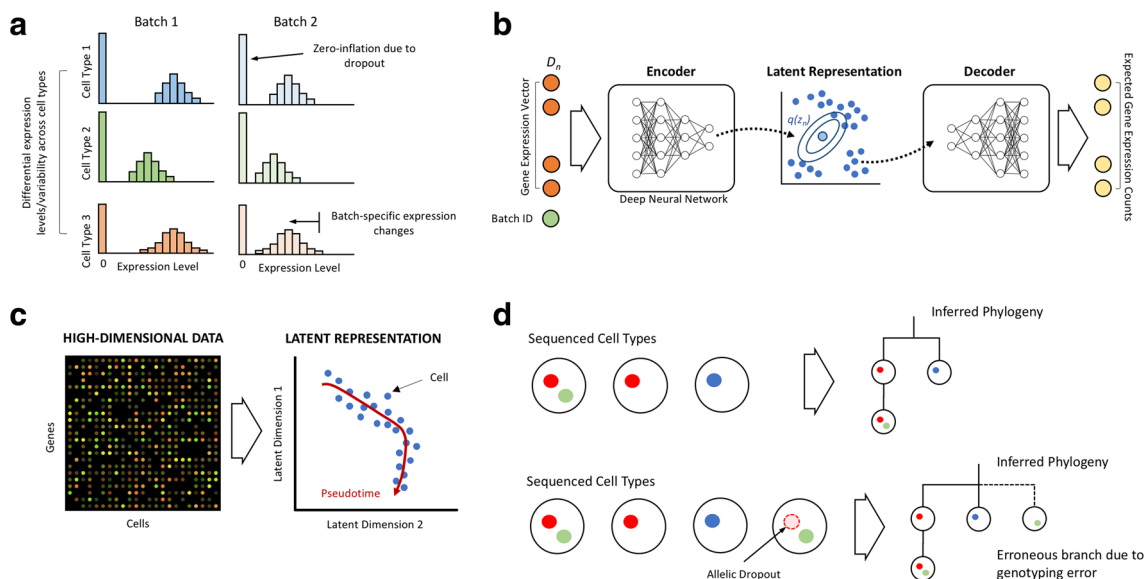 a
Batch 1
Batch 2
Differential expression
levels/variability across cell types
Cell Type 1
Zero-inflation due to
dropout
Cell Type 2
Cell Type 3
Batch-specific expression
changes
0
Expression Level
0
Expression Level
b
Dn
Encoder
Latent Representation
Decoder
Gene Expression Vector
q(zn)
Expected Gene Expression Counts
Deep Neural Network
Batch ID
c
HIGH-DIMENSIONAL DATA
LATENT REPRESENTATION
Genes
Cells
Latent Dimension 1
Cell
Pseudotime
Latent Dimension 2
d
Inferred Phylogeny
Sequenced Cell Types
Inferred Phylogeny
Sequenced Cell Types
Allelic Dropout
Erroneous branch due to
genotyping error